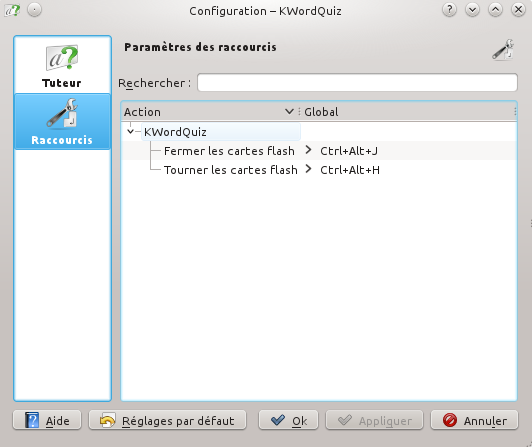 Configuration – KWordQuiz
Tuteur
Raccourcis
Paramètres des raccourcis
Rechercher :
Action Global
KWordQuiz
Fermer les cartes flash Ctrl+Alt+J
Tourner les cartes flash Ctrl+Alt+H
Aide Réglages par défaut Ok Appliquer Annuler